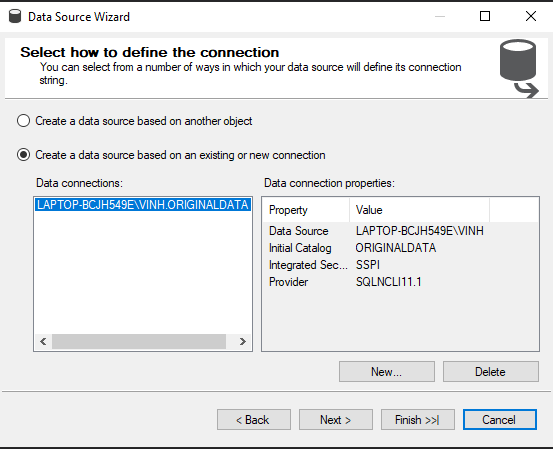 Data Source Wizard
Select how to define the connection
You can select from a number of ways in which your data source will define its connection
string.
Create a data source based on another object
Create a data source based on an existing or new connection
Data connections:
Data connection properties:
LAPTOP-BCJH549E\VINH.ORIGINALDATA
Property Value
Data Source LAPTOP-BCJH549E\VINH
Initial Catalog ORIGINALDATA
Integrated Sec... SSPI
Provider SQLNCLI11.1
New... Delete
< Back Next > Finish >>| Cancel